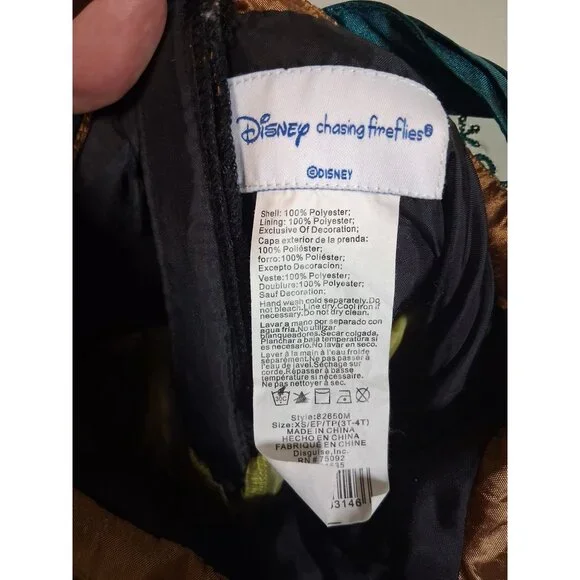 Disney chasing fireflies®
©DISNEY
Shell: 100% Polyester;
Lining: 100% Polyester;
Exclusive Of Decoration;
Capa exterior de la prenda:
100% Poliéster;
forro: 100% Poliéster;
Excepto Decoracion;
Veste: 100% Polyester;
Doublure: 100% Polyester;
Sauf Decoration;
Hand wash cold separately.Do
not bleach.Line dry.Cool iron if
necessary.Do not dry clean.
Lavar a mano por separado con
agua fria.No utilizar
blanqueadores. Secar colgada.
Planchar a baja temperatura si
es necesario.No lavar en seco.
Lavez à la main à l'eau froide
séparément.Ne pas passer à
l'eau de javel. Séchage sur
corde.Repasser à basse
température si nécessaire.
Ne pas nettoyer à sec.
Style:82650M
Size:XS/EP/TP(3T-4T)
MADE IN CHINA
HECHO EN CHINA
FABRIQUÉ EN CHINE
Disguise,Inc.
RN # 75092